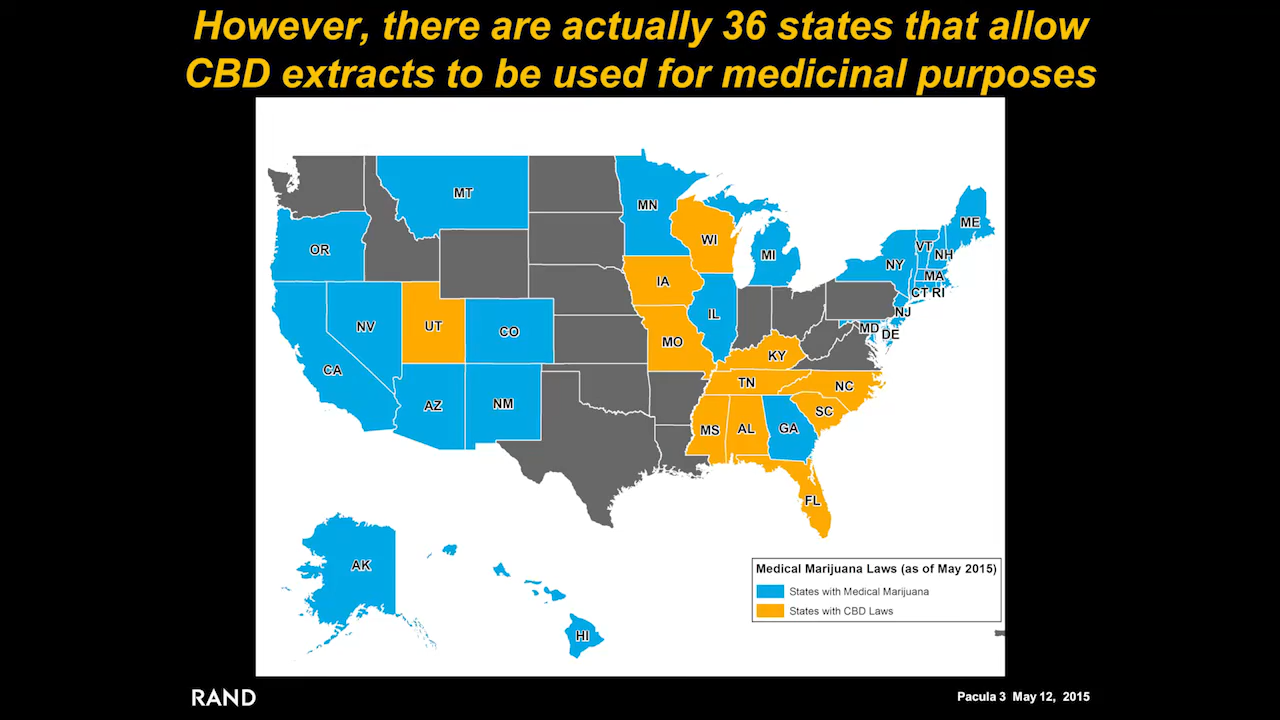 However, there are actually 36 states that allow
CBD extracts to be used for medicinal purposes
MT
MN
ME
OR
WI
MI
VT
NH
NY
MA
IA
CT RI
NV
UT
CO
IL
NJ
MD
DE
MO
KY
CA
TN
NC
AZ
NM
SC
MS
AL
GA
FL
AK
HI
Medical Marijuana Laws (as of May 2015)
States with Medical Marijuana
States with CBD Laws
RAND
Pacula 3 May 12, 2015